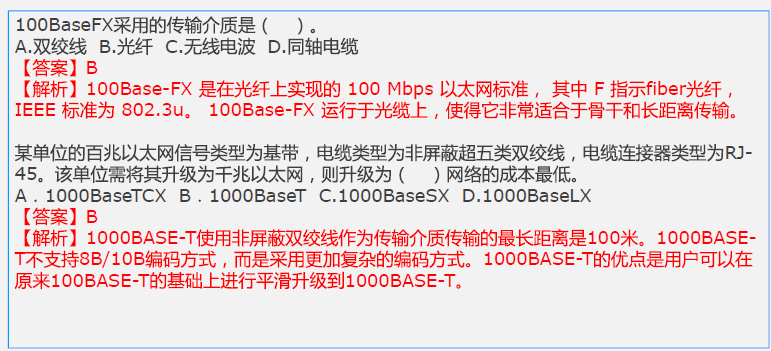 100BaseFX采用的传输介质是（    ）。
A.双绞线  B.光纤  C.无线电波  D.同轴电缆
【答案】B
【解析】100Base-FX 是在光纤上实现的 100 Mbps 以太网标准， 其中 F 指示fiber光纤，
IEEE 标准为 802.3u。 100Base-FX 运行于光缆上，使得它非常适合于骨干和长距离传输。
某单位的百兆以太网信号类型为基带，电缆类型为非屏蔽超五类双绞线，电缆连接器类型为RJ-
45。该单位需将其升级为千兆以太网，则升级为（    ）网络的成本最低。
A．1000BaseTCX  B．1000BaseT  C.1000BaseSX  D.1000BaseLX
【答案】B
【解析】1000BASE-T使用非屏蔽双绞线作为传输介质传输的最长距离是100米。1000BASE-
T不支持8B/10B编码方式，而是采用更加复杂的编码方式。1000BASE-T的优点是用户可以在
原来100BASE-T的基础上进行平滑升级到1000BASE-T。